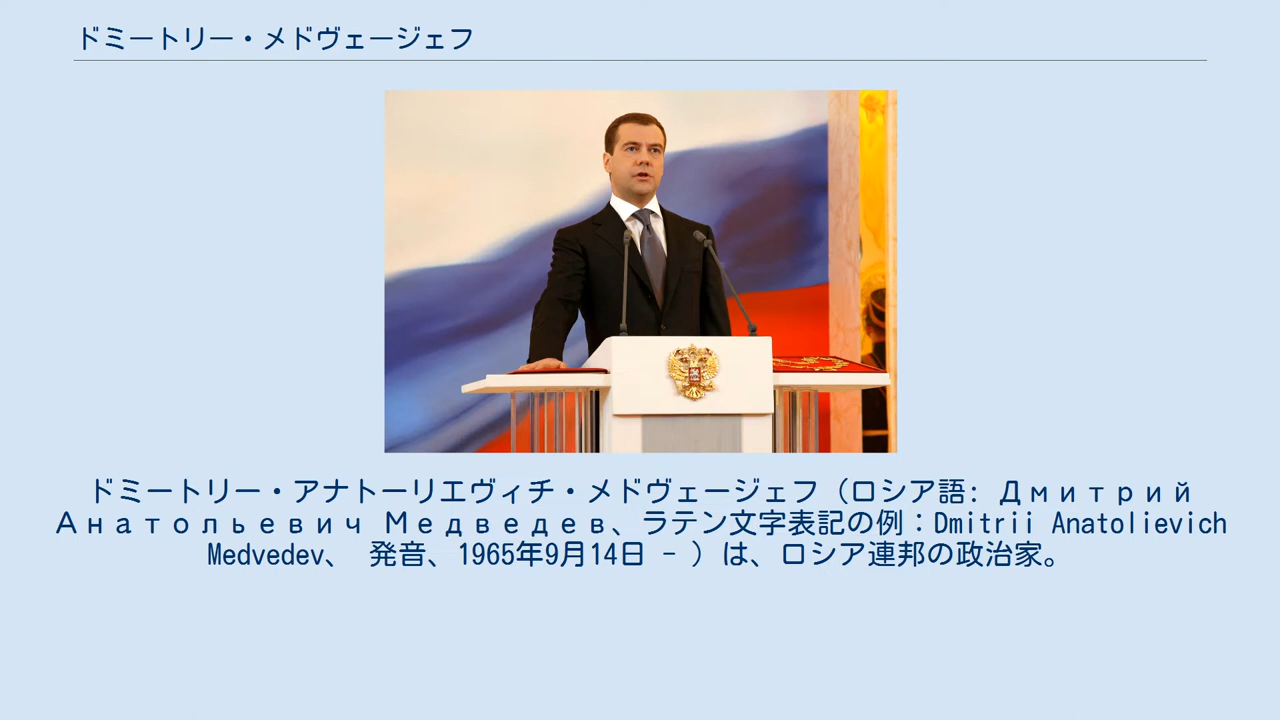 ドミートリー・メドヴェージェフ
ドミートリー・アナトーリエヴィチ・メドヴェージェフ（ロシア語: Дмитрий
Анатольевич Медведев、ラテン文字表記の例：Dmitrii Anatolievich
Medvedev、 発音、1965年9月14日 - ）は、ロシア連邦の政治家。